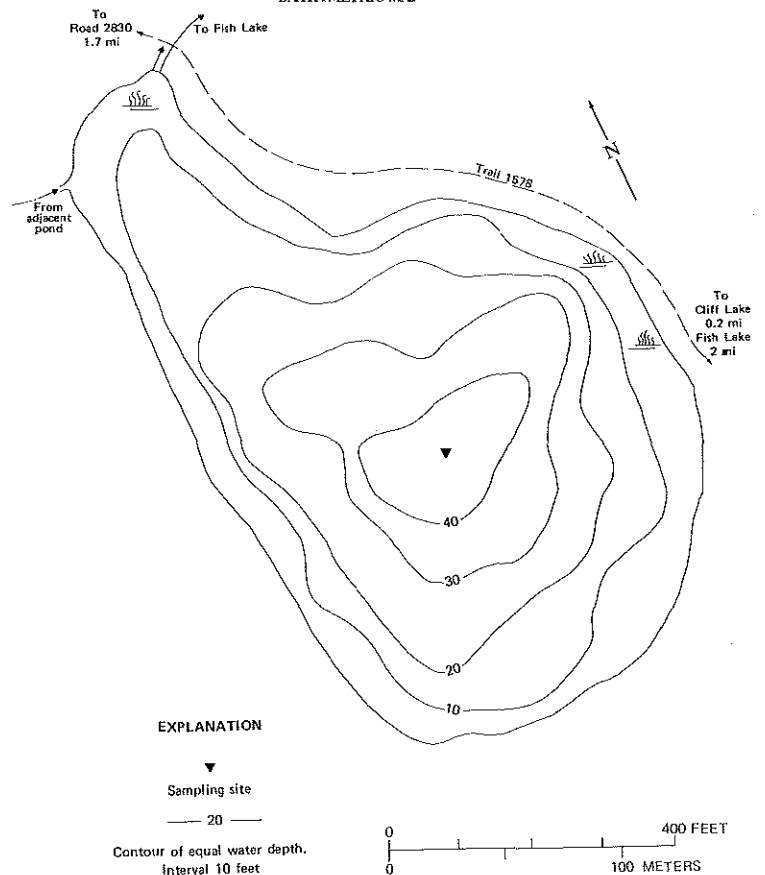 To
Road 2830
1.7 mi
To Fish Lake
N
From
adjacent
pond
Trail 1578
To
Cliff Lake
0.2 mi
Fish Lake
2 mi
40
30
20
10
EXPLANATION
Sampling site
20
Contour of equal water depth.
Interval 10 feet
0
400 FEET
0
100 METERS